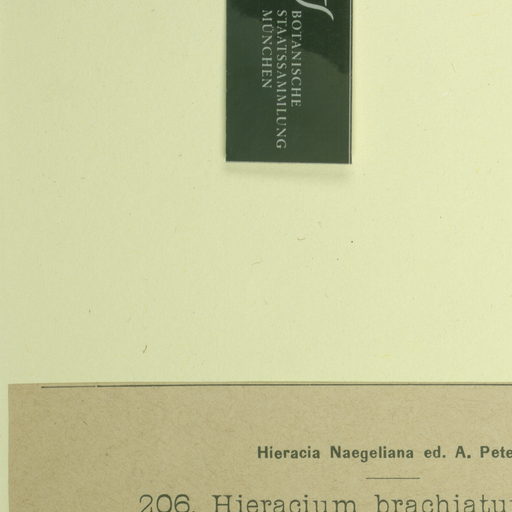 BOTANISCHE
STAATSSAMMLUNG
MÜNCHEN
Hieracia Naegeliana ed. A. Pete
206. Hieracium brachiatu